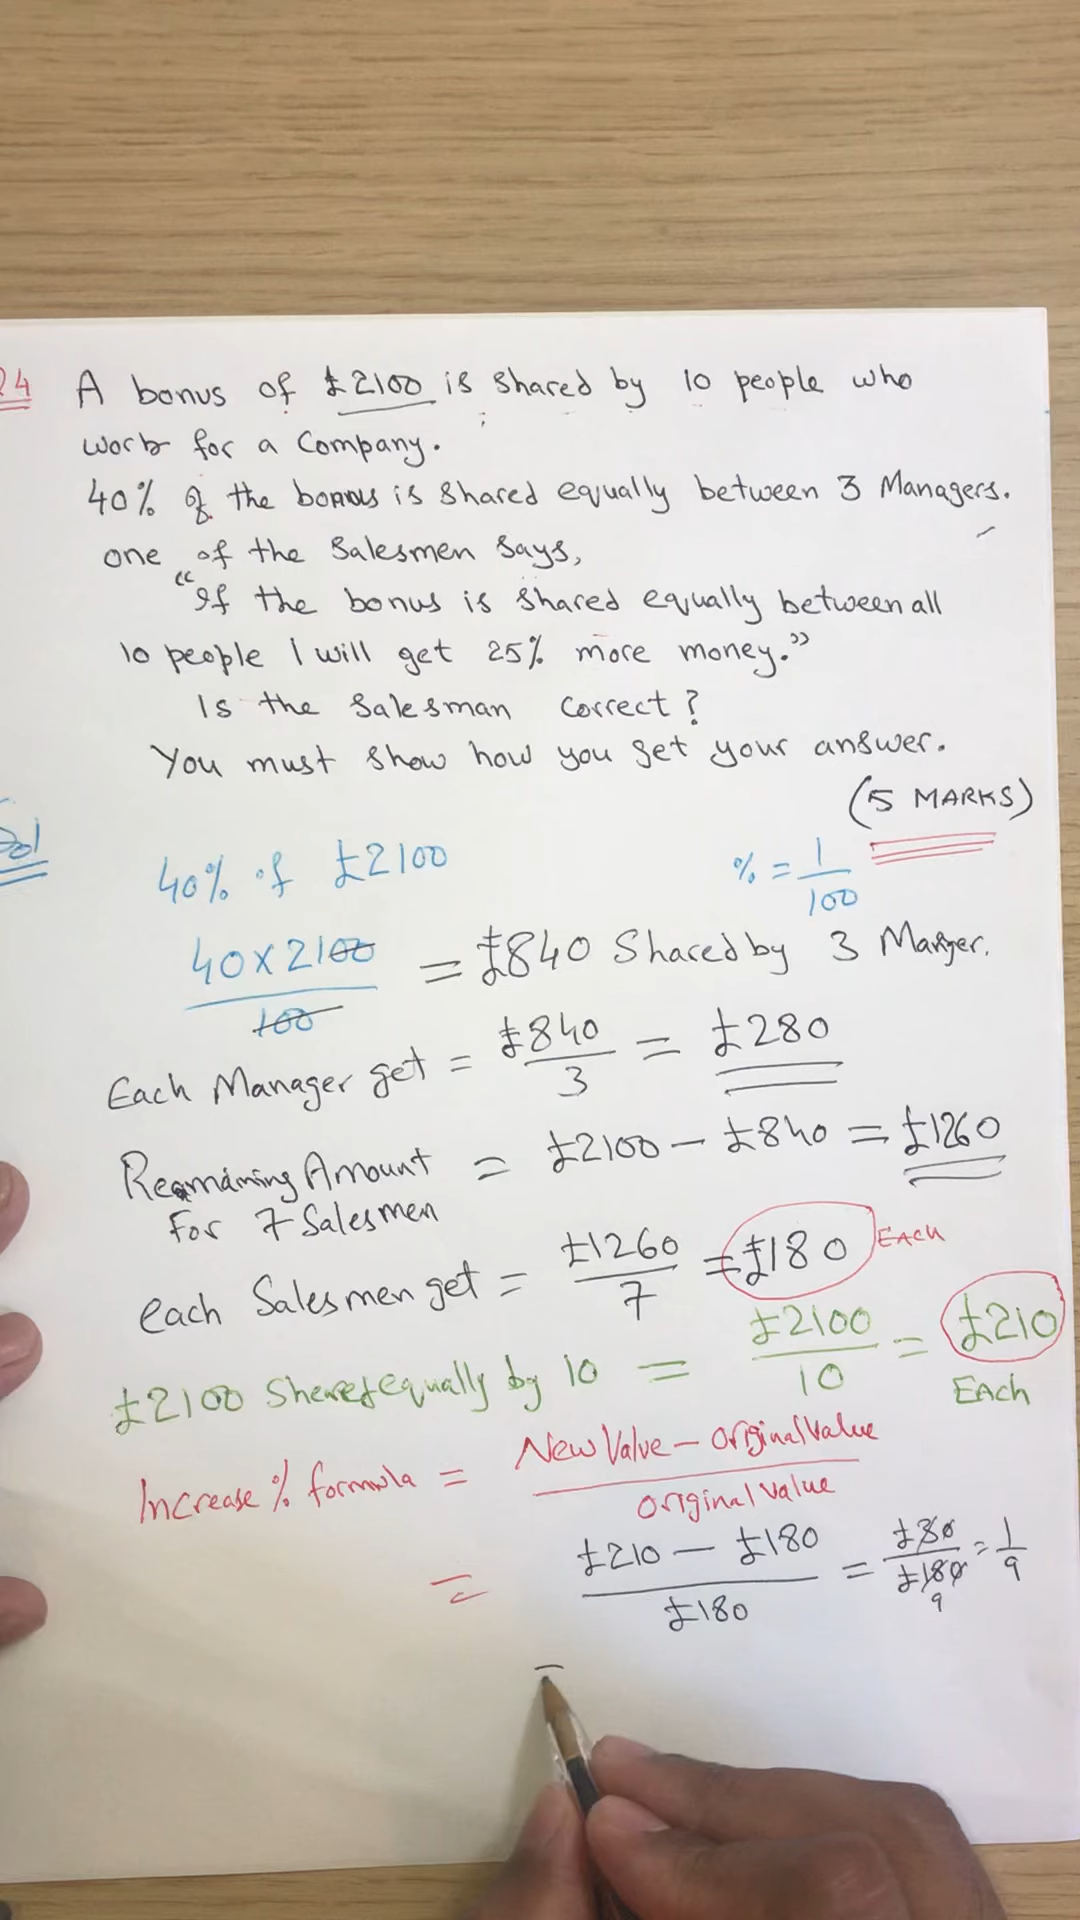 24 A bonus of £2100 is shared by 10 people who
work for a Company.
40% of the bonus is shared equally between 3 Managers.
one of the Salesmen says,
"If the bonus is shared equally between all
10 people I will get 25% more money."
Is the Salesman correct?
You must show how you get your answer.
(5 MARKS)
Sol
40% of £2100
% = 1/100
40 x 2100 / 100 = £840 Shared by 3 Manger.
Each Manager get = £840/3 = £280
Remaining Amount = £2100 – £840 = £1260
For 7 Salesmen
each Salesmen get = £1260/7 = £180 EACH
£2100 Shared equally by 10 = £2100/10 = £210
EACH
Increase % formula = New Value – Original Value / Original Value
= £210 – £180 / £180 = £30/£180 = 1/9
9